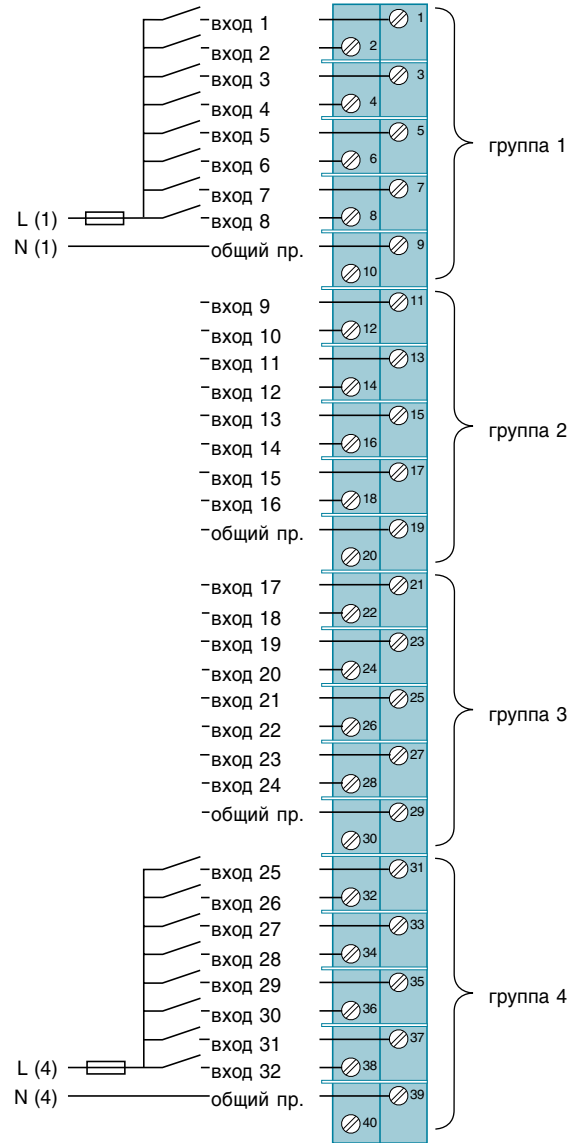 вход 1 1
вход 2 2
вход 3 3
вход 4 4
вход 5 5
группа 1
вход 6 6
вход 7 7
L (1) вход 8 8
N (1) общий пр. 9
10
вход 9 11
вход 10 12
вход 11 13
вход 12 14
вход 13 15
группа 2
вход 14 16
вход 15 17
вход 16 18
общий пр. 19
20
вход 17 21
вход 18 22
вход 19 23
вход 20 24
вход 21 25
группа 3
вход 22 26
вход 23 27
вход 24 28
общий пр. 29
30
вход 25 31
вход 26 32
вход 27 33
вход 28 34
вход 29 35
группа 4
вход 30 36
вход 31 37
L (4) вход 32 38
N (4) общий пр. 39
40